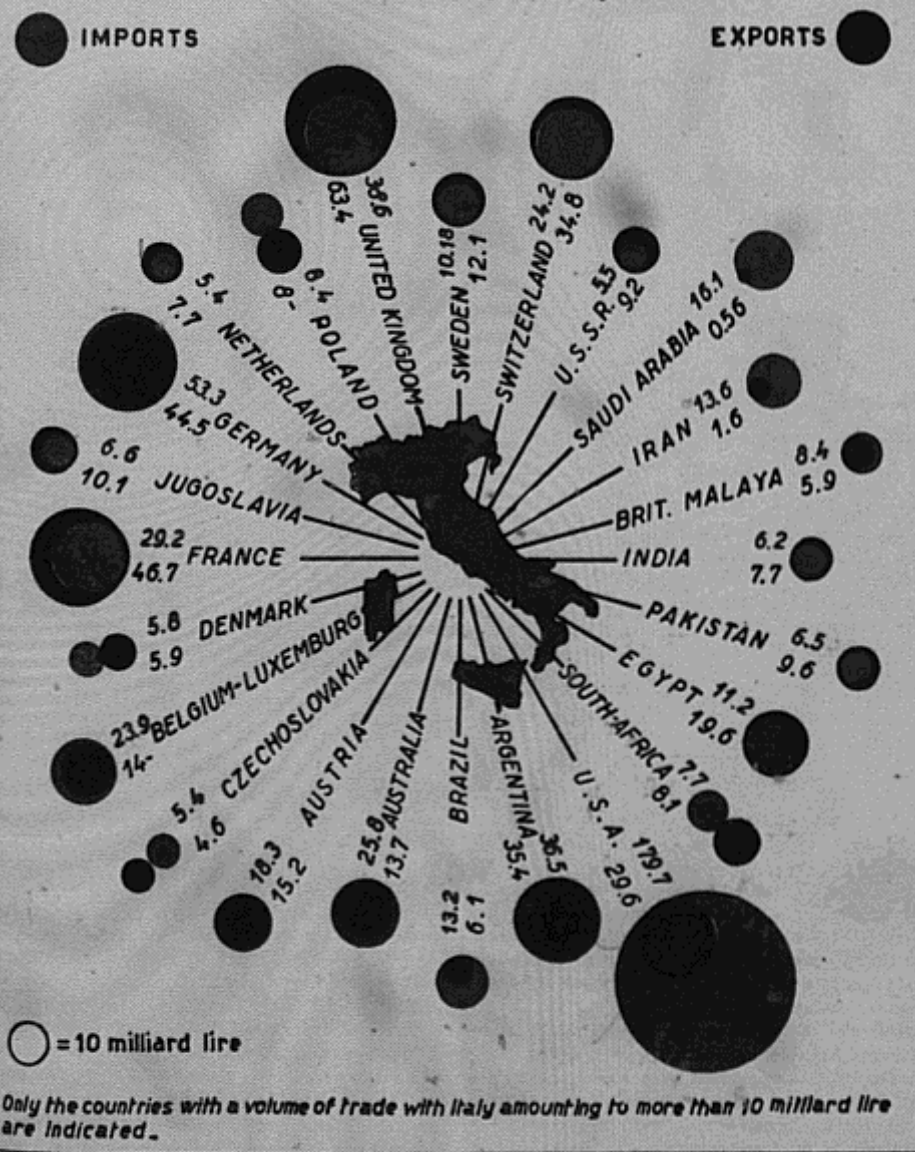 IMPORTS
EXPORTS
38.6
63.4 UNITED KINGDOM
SWEDEN 10.18
12.1
SWITZERLAND 24.2
34.8
U.S.S.R. 5.5
9.2
SAUDI ARABIA 16.1
0.56
IRAN 13.6
1.6
BRIT. MALAYA 8.4
5.9
INDIA 6.2
7.7
PAKISTAN 6.5
9.6
EGYPT 11.2
19.6
SOUTH-AFRICA 7.7
8.1
U.S.A. 179.7
29.6
ARGENTINA 36.5
35.4
BRAZIL 13.2
6.1
25.8 AUSTRALIA
13.7
18.3 AUSTRIA
15.2
5.4 CZECHOSLOVAKIA
4.6
23.9 BELGIUM-LUXEMBURG
14-
5.8 DENMARK
5.9
29.2 FRANCE
46.7
6.6 JUGOSLAVIA
10.1
53.3 GERMANY
44.5
5.4 NETHERLANDS
7.7
8.4 POLAND
8-
= 10 milliard lire
Only the countries with a volume of trade with Italy amounting to more than 10 milliard lire
are indicated.